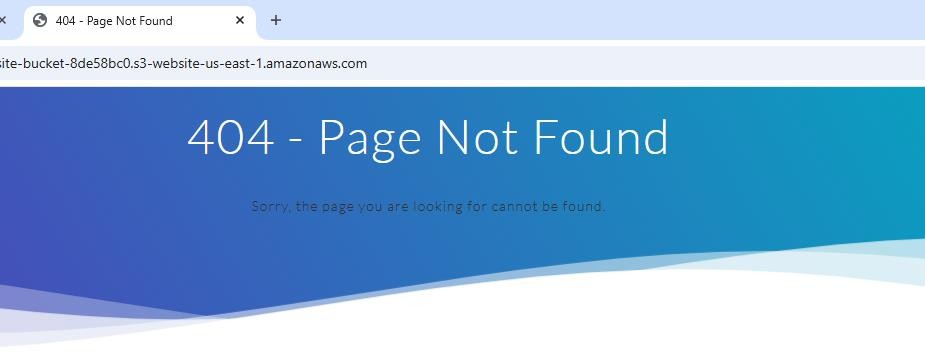 404 - Page Not Found
site-bucket-8de58bc0.s3-website-us-east-1.amazonaws.com
404 - Page Not Found
Sorry, the page you are looking for cannot be found.